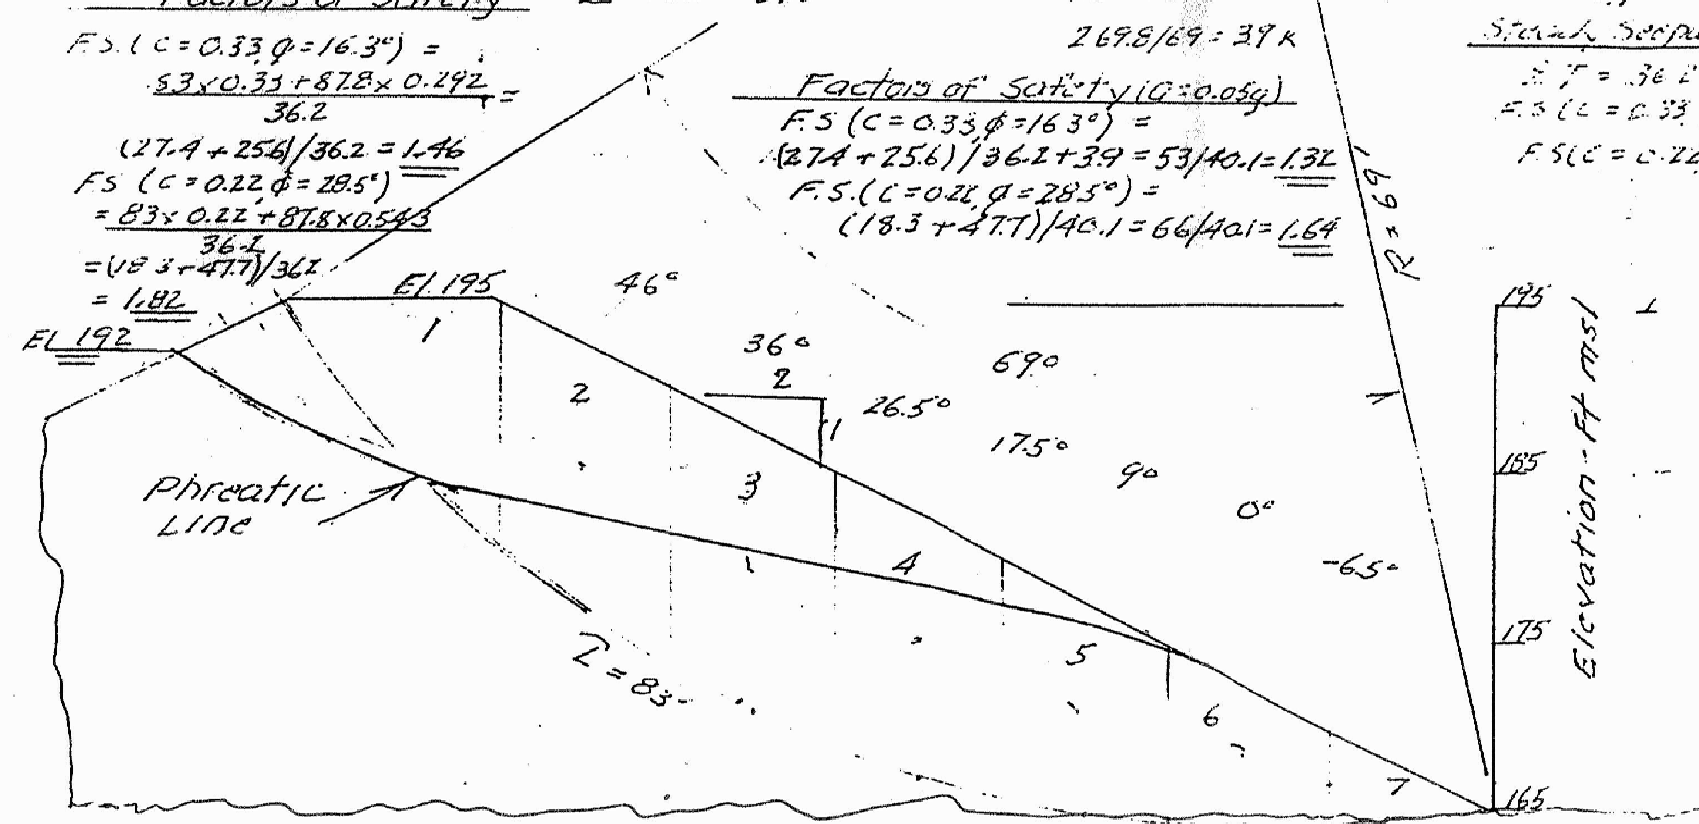 F.S. (C = 0.33, φ = 16.3°) =
83 x 0.33 + 87.8 x 0.292 =
36.2
(27.4 + 25.6)/36.2 = 1.46
FS (C = 0.22, φ = 28.5°)
= 83 x 0.22 + 87.8 x 0.543
36.2
= (18.3 + 47.7)/36.2
= 1.82
269.8/69 = 3.9 K
Factors of Safety (a = 0.05g)
F.S (C = 0.33, φ = 16.3°) =
(27.4 + 25.6)/36.2 + 3.9 = 53/40.1 = 1.32
F.S. (C = 0.22, φ = 28.5°) =
(18.3 + 47.7)/40.1 = 66/40.1 = 1.64
R = 69'
El. 195
El 192
46°
36°
26.5°
69°
17.5°
9°
0°
-6.5°
2
1
1
2
3
4
5
6
7
Phreatic
Line
= 83
195
185
175
165
Elevation - Ft msl